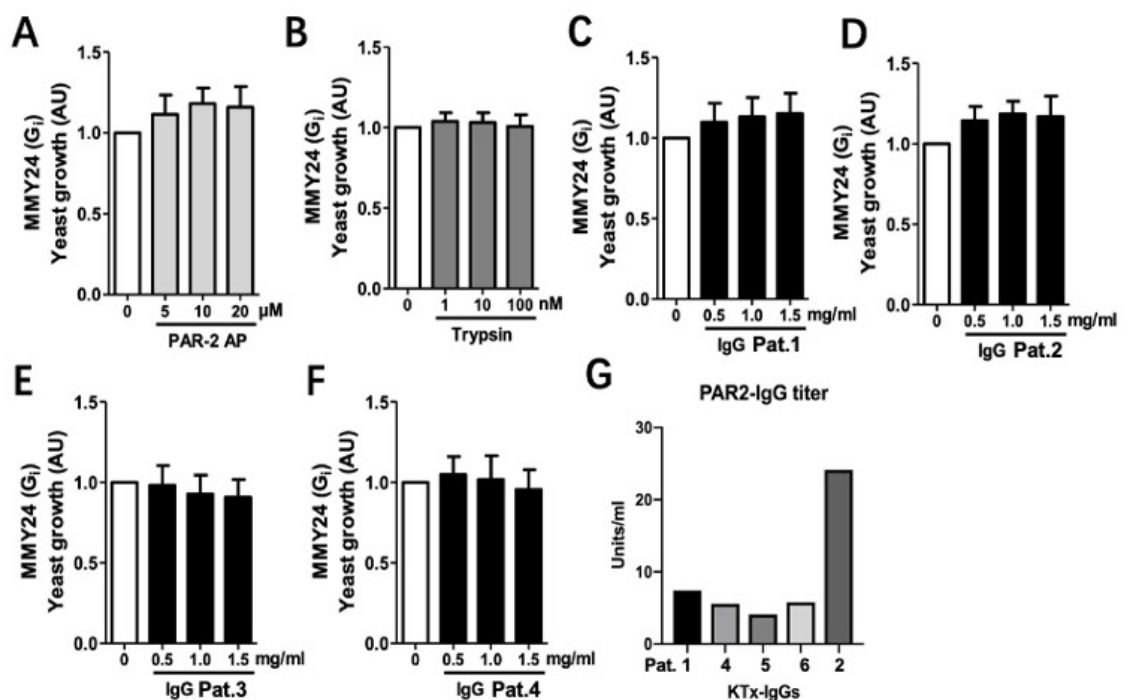 A
MMY24 (Gi)
Yeast growth (AU)
1.5
1.0
0.5
0.0
0 5 10 20 µM
PAR-2 AP
B
MMY24 (Gi)
Yeast growth (AU)
1.5
1.0
0.5
0.0
0 1 10 100 nM
Trypsin
C
MMY24 (Gi)
Yeast growth (AU)
1.5
1.0
0.5
0.0
0 0.5 1.0 1.5 mg/ml
IgG Pat.1
D
MMY24 (Gi)
Yeast growth (AU)
1.5
1.0
0.5
0.0
0 0.5 1.0 1.5 mg/ml
IgG Pat.2
E
MMY24 (Gi)
Yeast growth (AU)
1.5
1.0
0.5
0.0
0 0.5 1.0 1.5 mg/ml
IgG Pat.3
F
MMY24 (Gi)
Yeast growth (AU)
1.5
1.0
0.5
0.0
0 0.5 1.0 1.5 mg/ml
IgG Pat.4
G
PAR2-IgG titer
Units/ml
30
20
10
0
Pat. 1 4 5 6 2
KTx-IgGs